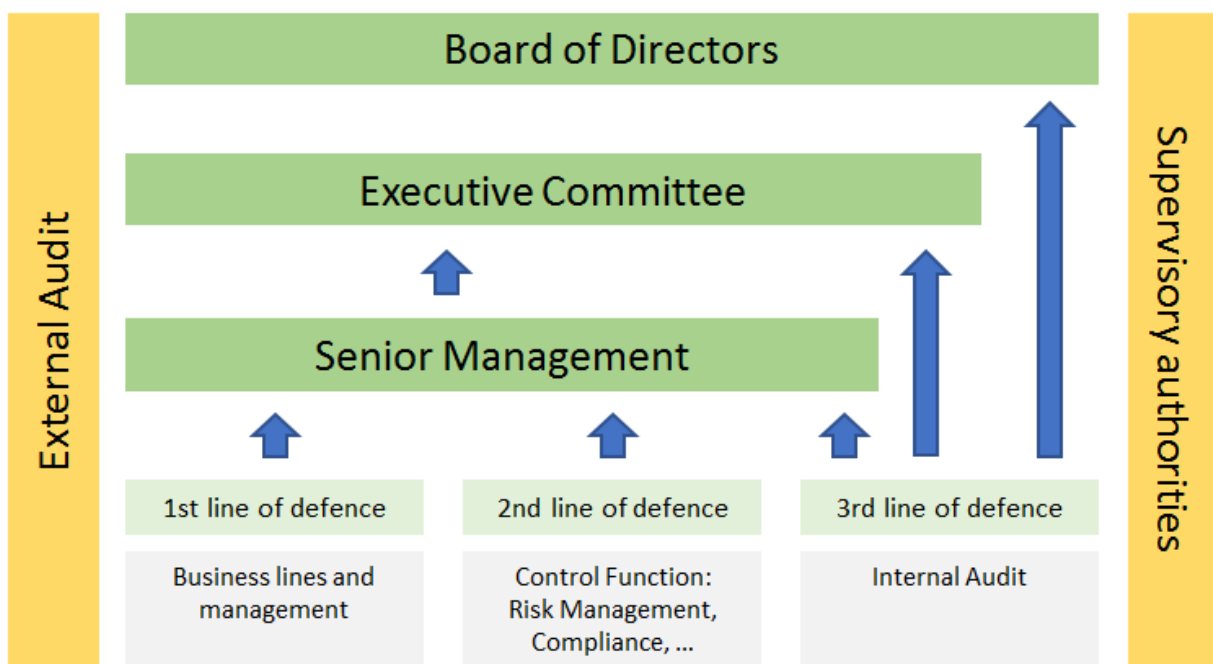 External Audit
Board of Directors
Executive Committee
Senior Management
1st line of defence
Business lines and
management
2nd line of defence
Control Function:
Risk Management,
Compliance, ...
3rd line of defence
Internal Audit
Supervisory authorities